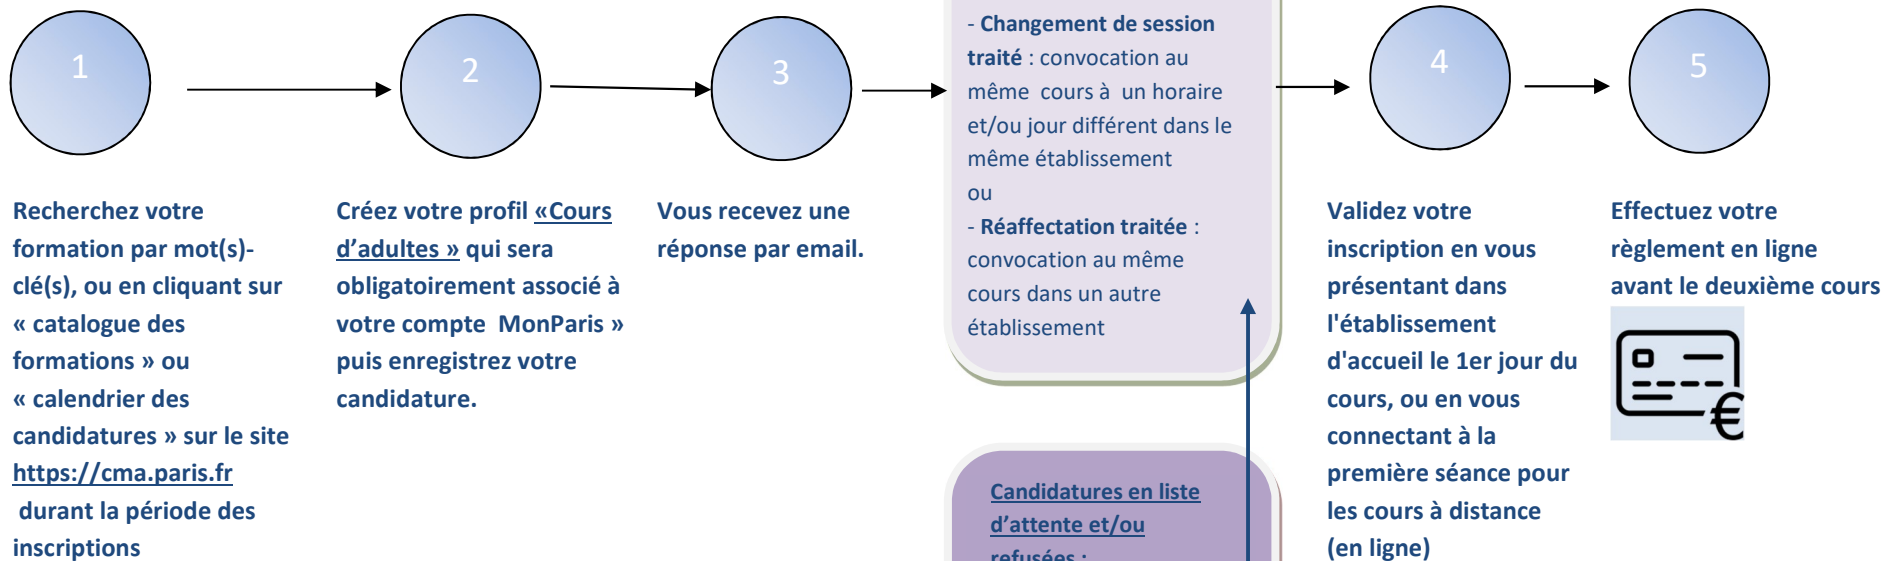 1
2
3
4
5
Recherchez votre
formation par mot(s)-
clé(s), ou en cliquant sur
« catalogue des
formations » ou
« calendrier des
candidatures » sur le site
https://cma.paris.fr
durant la période des
inscriptions
Créez votre profil «Cours
d’adultes » qui sera
obligatoirement associé à
votre compte MonParis »
puis enregistrez votre
candidature.
Vous recevez une
réponse par email.
- Changement de session
traité : convocation au
même cours à un horaire
et/ou jour différent dans le
même établissement
ou
- Réaffectation traitée :
convocation au même
cours dans un autre
établissement
Candidatures en liste
d’attente et/ou
refusées :
Validez votre
inscription en vous
présentant dans
l'établissement
d'accueil le 1er jour du
cours, ou en vous
connectant à la
première séance pour
les cours à distance
(en ligne)
Effectuez votre
règlement en ligne
avant le deuxième cours
€